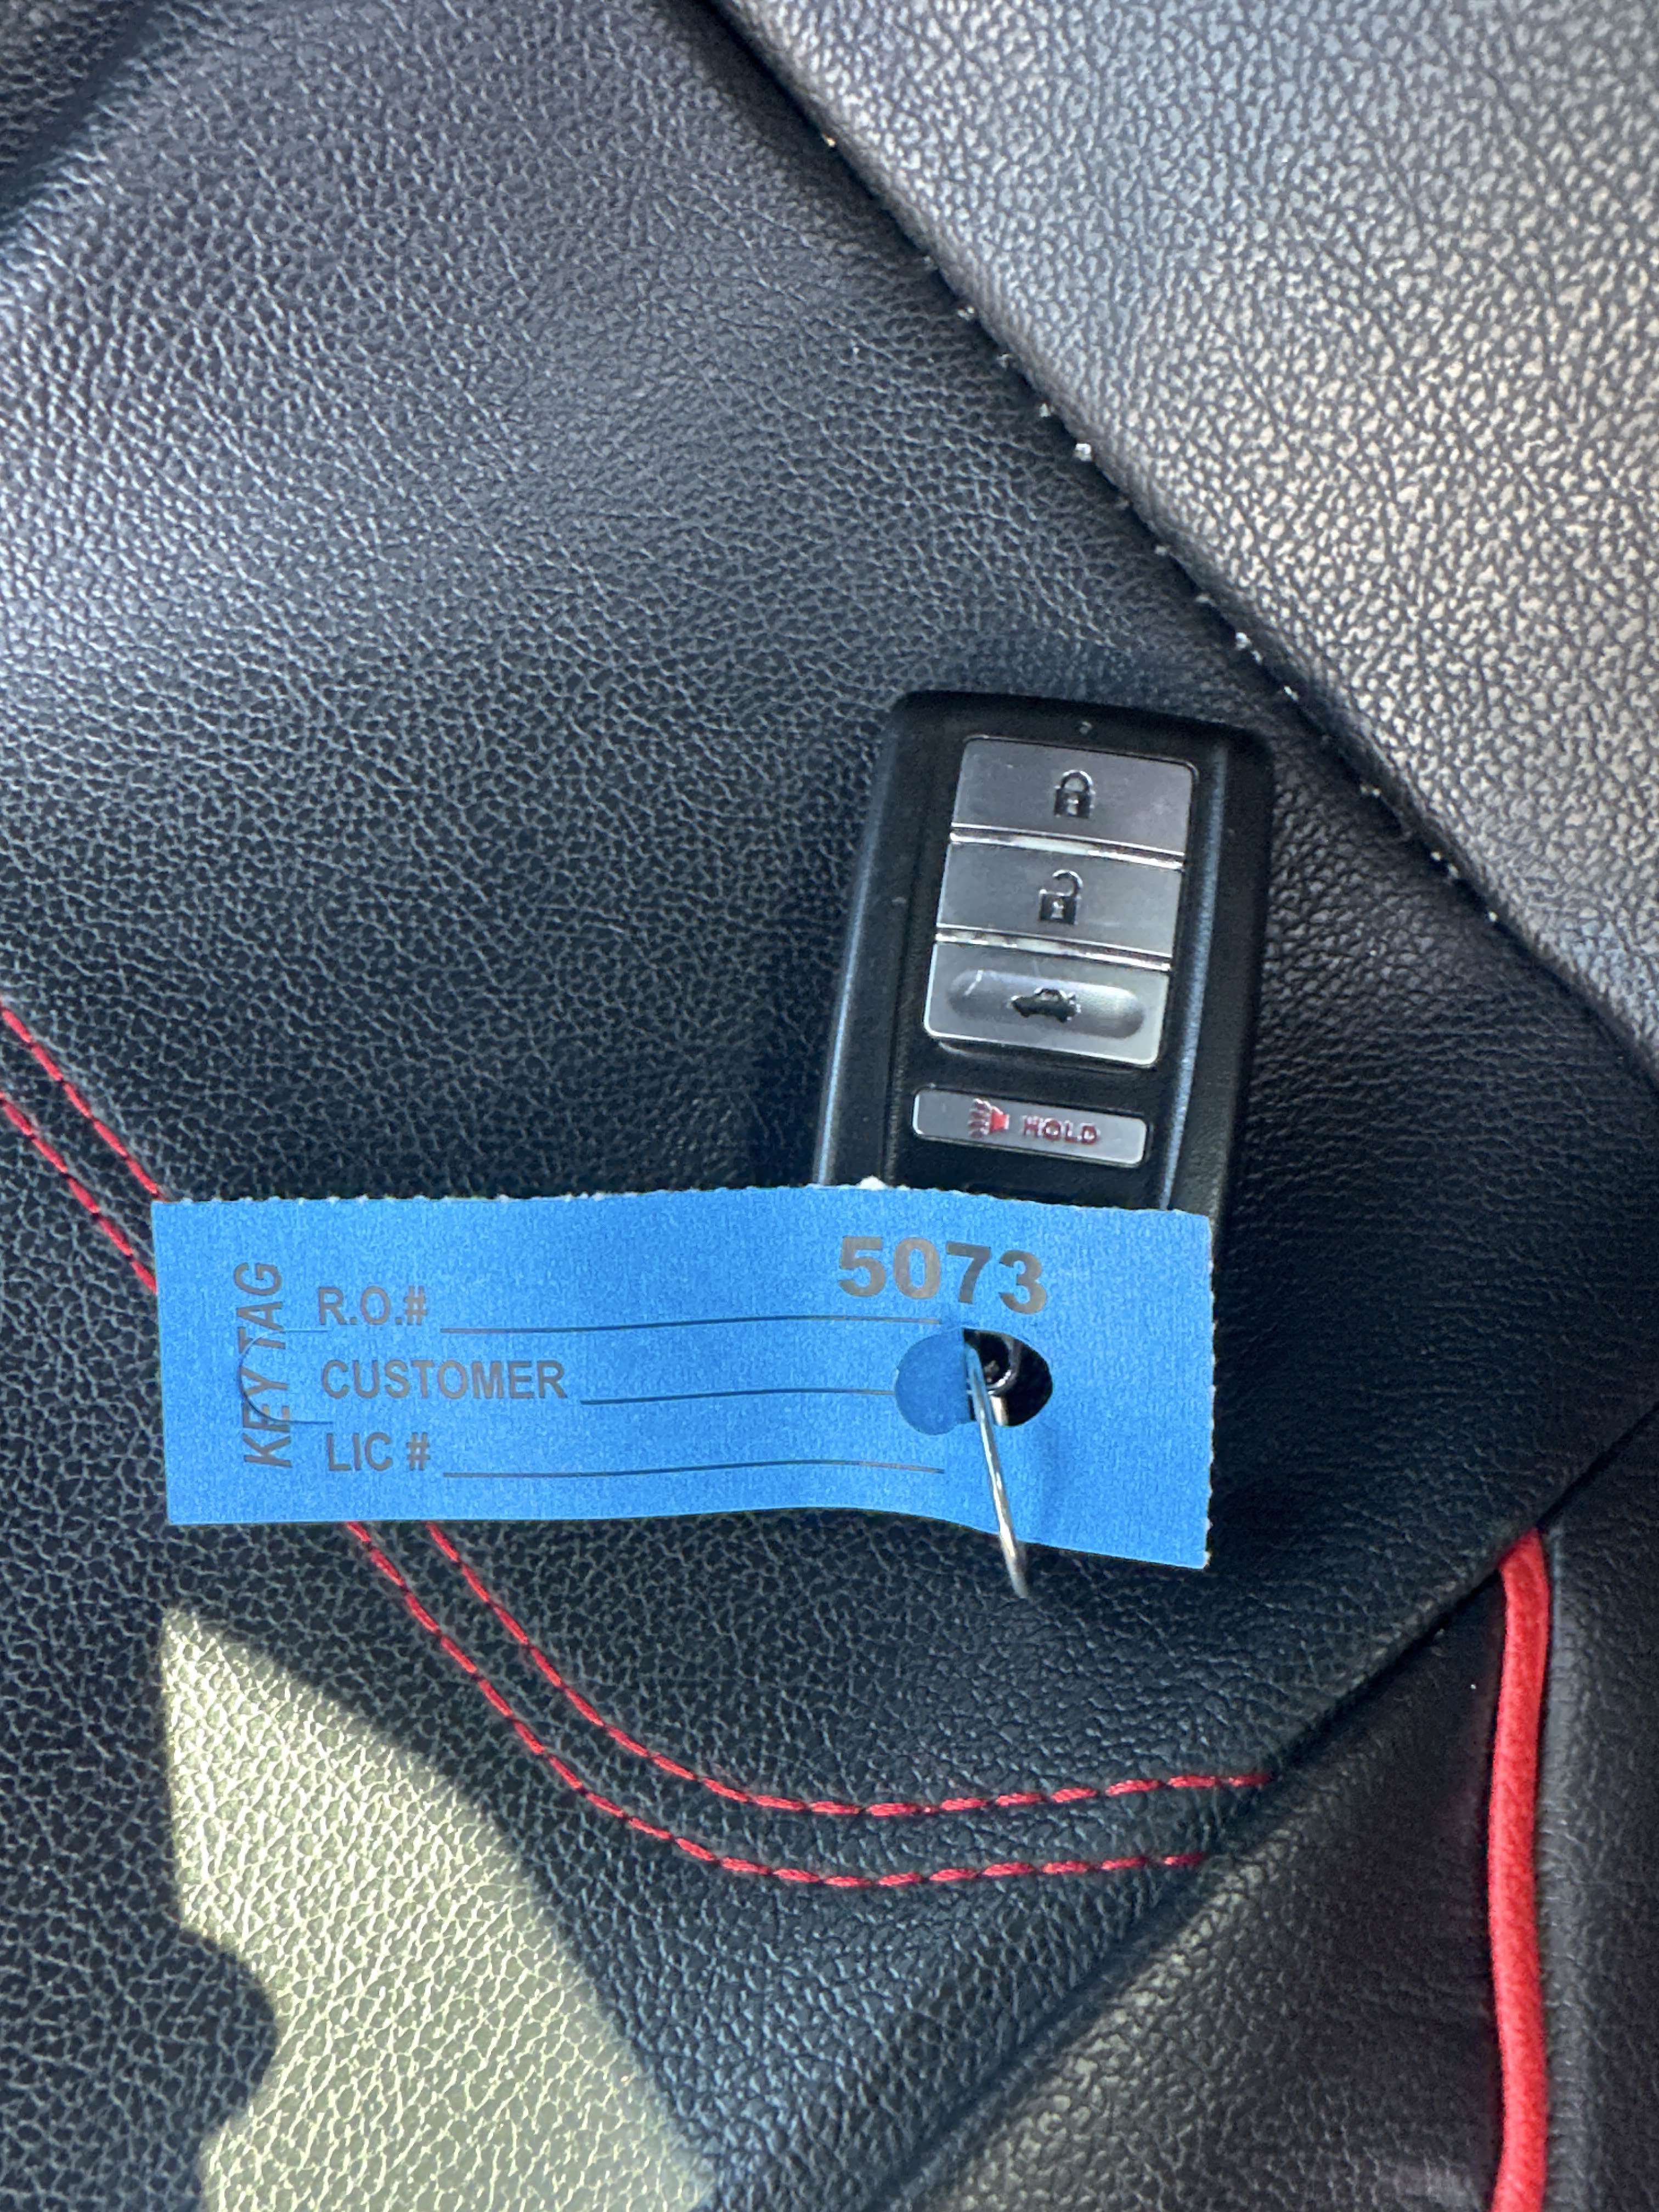 HOLD
5073
KEY TAG
R.O.#
CUSTOMER
LIC #